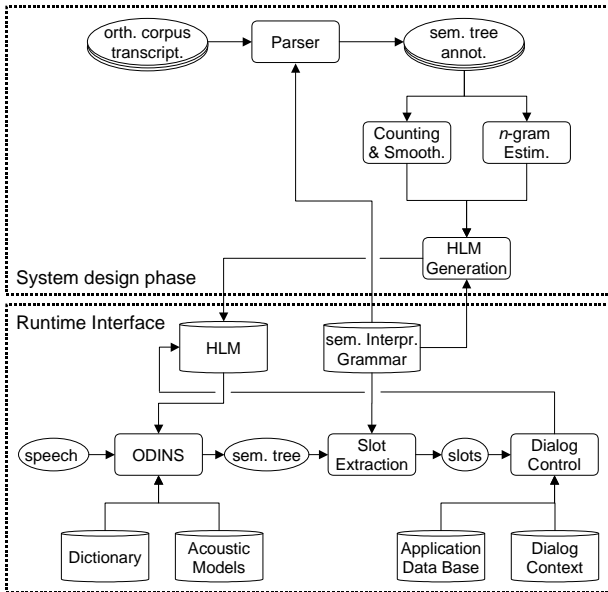 orth. corpus
transcript.
Parser
sem. tree
annot.
Counting
& Smooth.
n-gram
Estim.
HLM
Generation
System design phase
Runtime Interface
HLM
sem. Interpr.
Grammar
speech
ODINS
sem. tree
Slot
Extraction
slots
Dialog
Control
Dictionary
Acoustic
Models
Application
Data Base
Dialog
Context